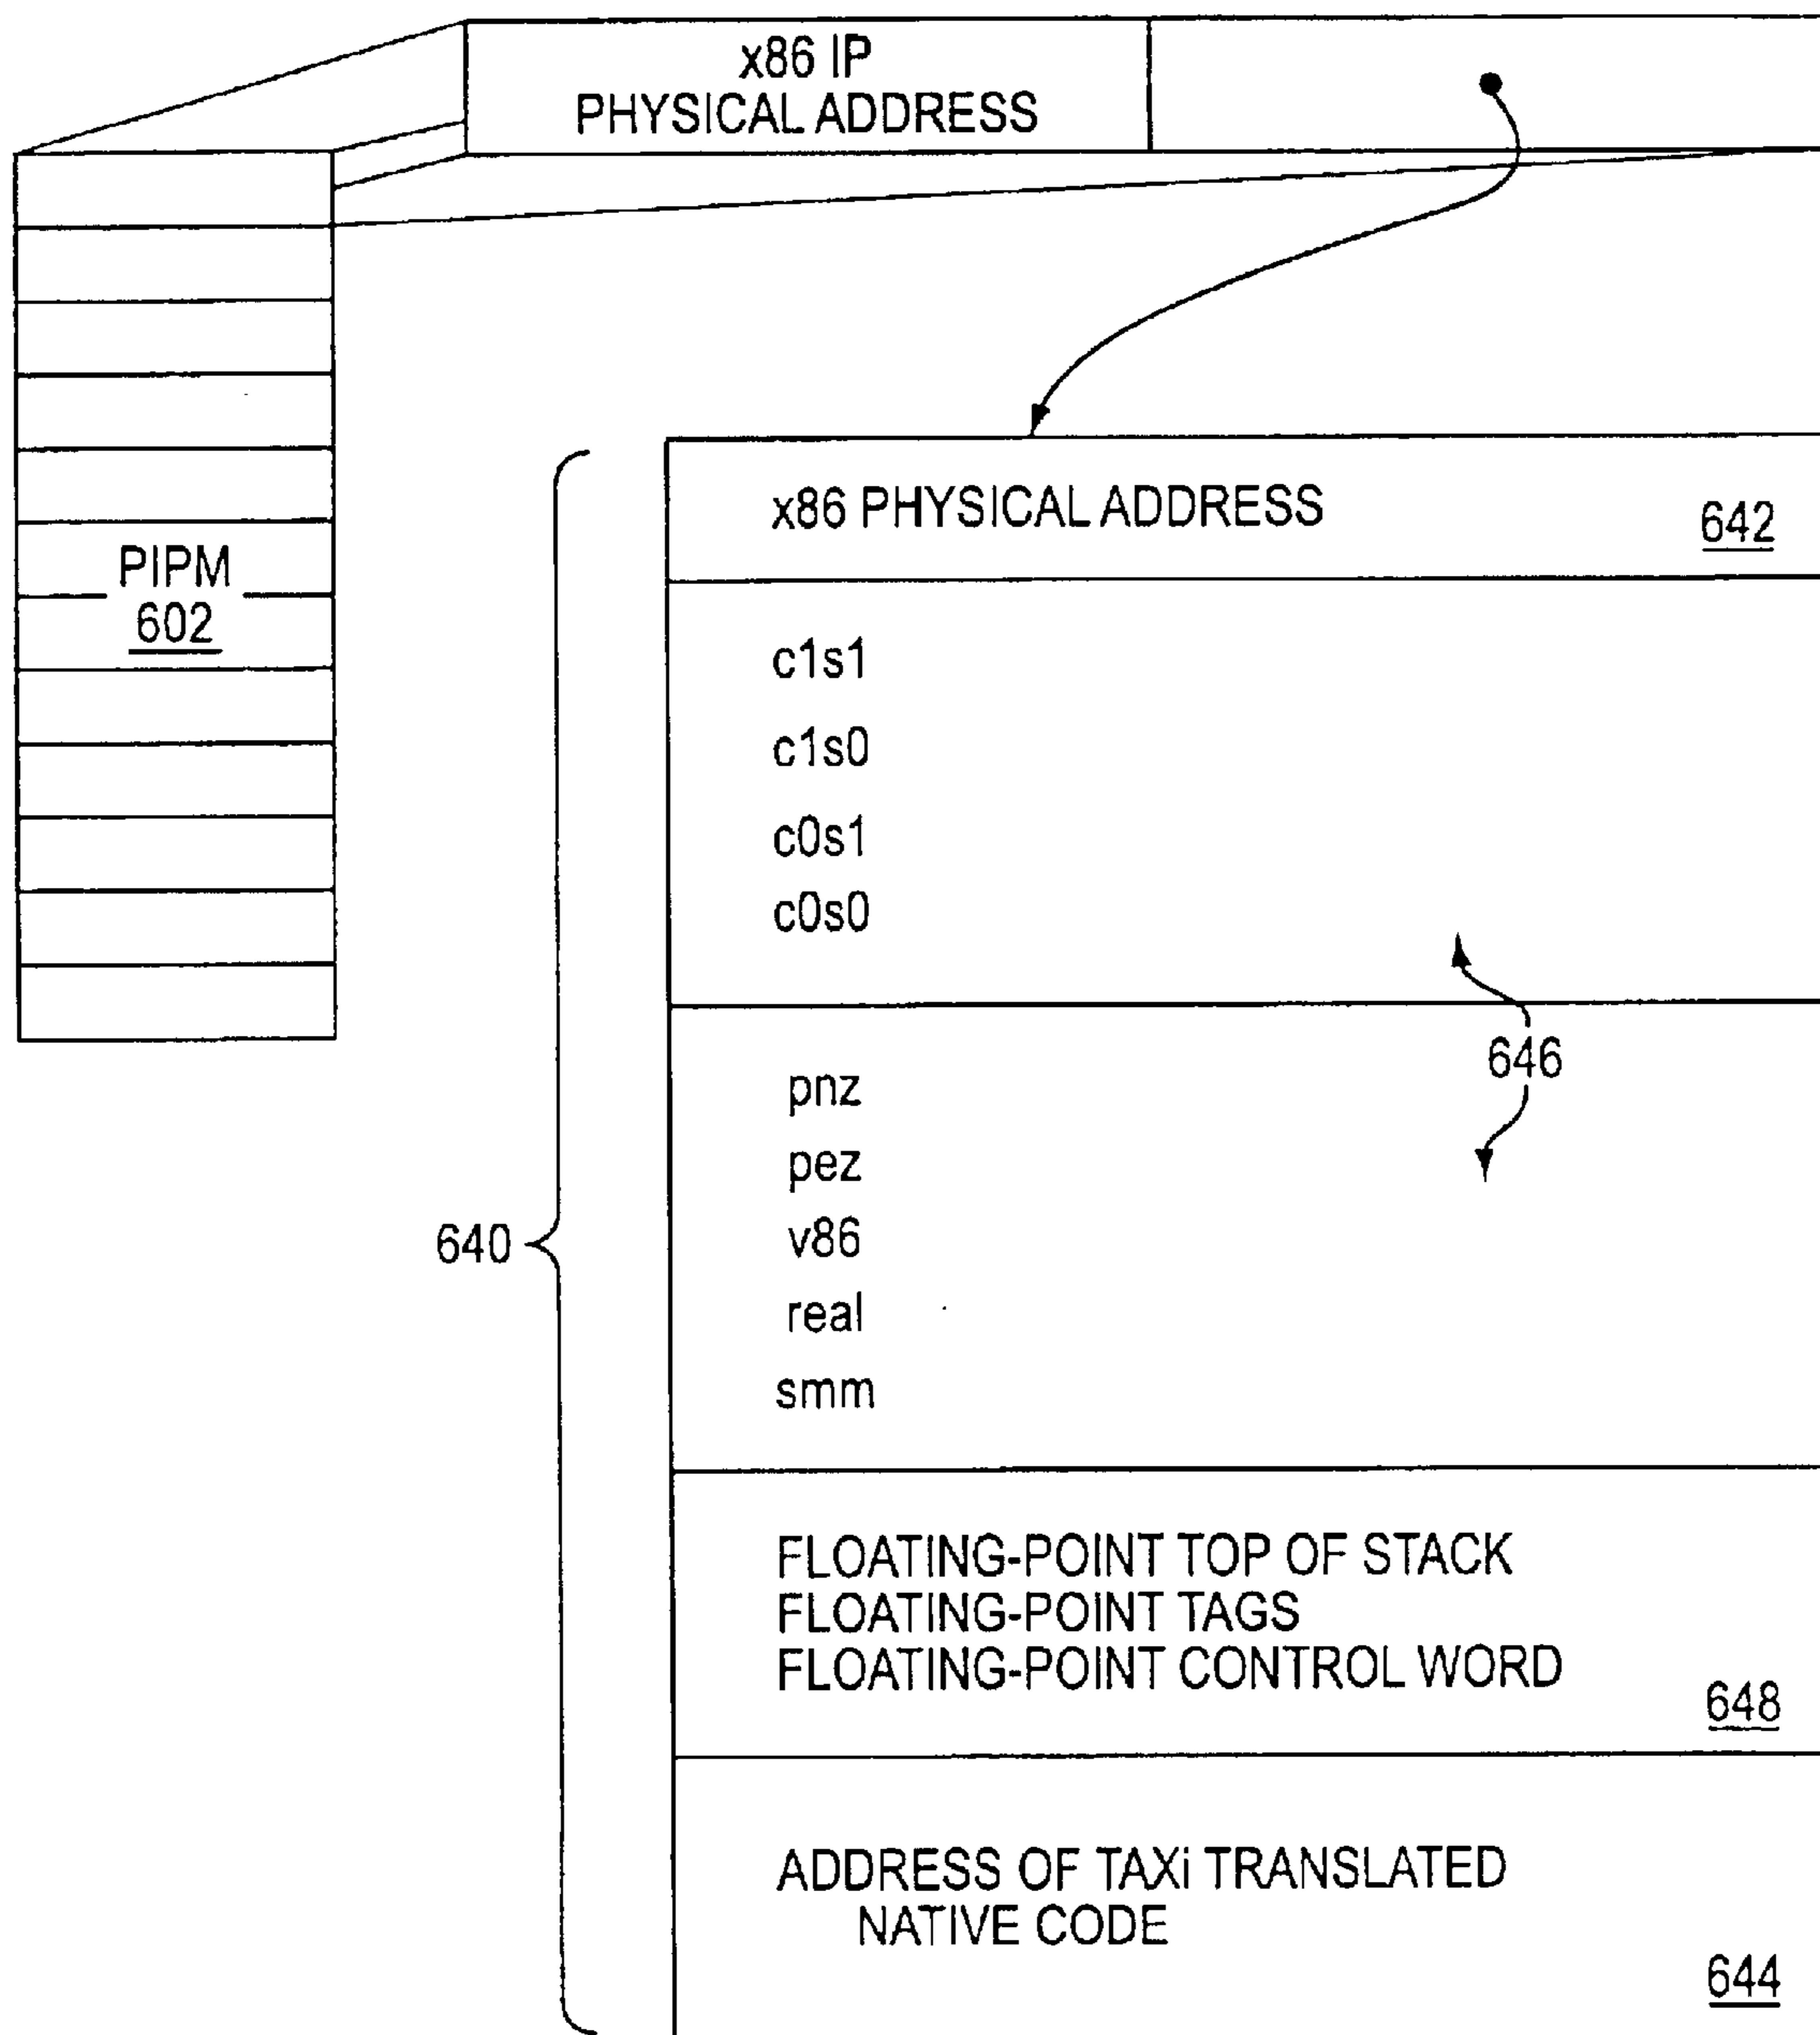 x86 IP
PHYSICAL ADDRESS
PIPM
602
x86 PHYSICAL ADDRESS
642
c1s1
c1s0
c0s1
c0s0
646
pnz
pez
v86
real
smm
640
FLOATING-POINT TOP OF STACK
FLOATING-POINT TAGS
FLOATING-POINT CONTROL WORD
648
ADDRESS OF TAXi TRANSLATED
NATIVE CODE
644